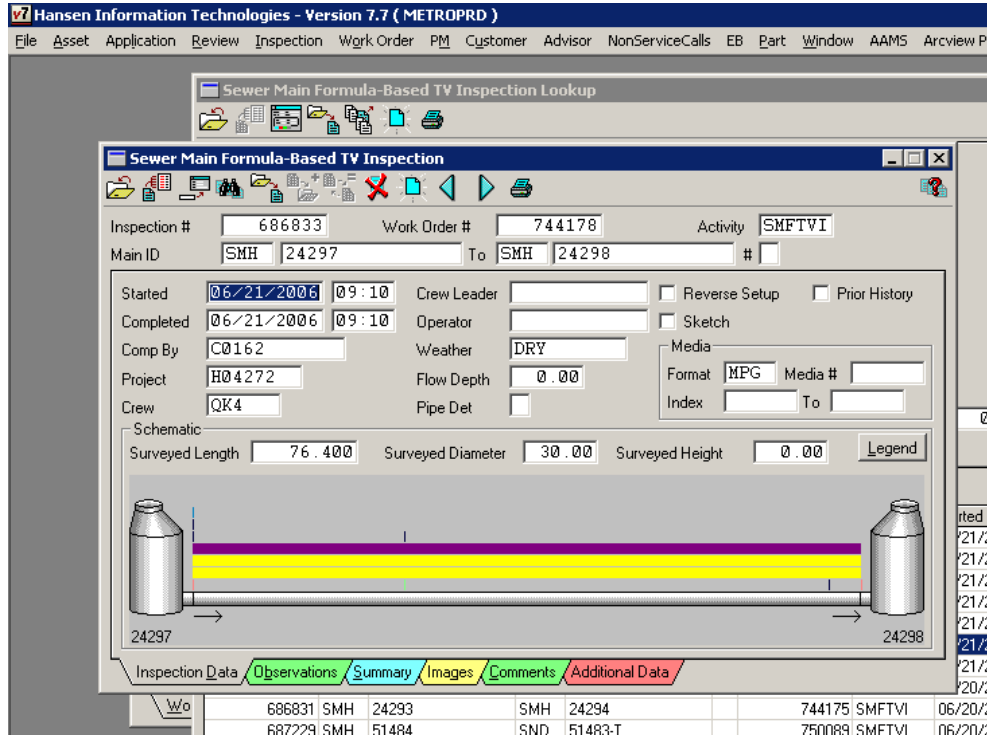 v7 Hansen Information Technologies - Version 7.7 ( METROPRD )
File Asset Application Review Inspection Work Order PM Customer Advisor NonServiceCalls EB Part Window AAMS Arcview P
Sewer Main Formula-Based TV Inspection Lookup
Sewer Main Formula-Based TV Inspection
Inspection # 686833 Work Order # 744178 Activity SMFTVI
Main ID SMH 24297 To SMH 24298 #
Started 06/21/2006 09:10 Crew Leader Reverse Setup Prior History
Completed 06/21/2006 09:10 Operator Sketch
Comp By C0162 Weather DRY Media
Project H04272 Flow Depth 0.00 Format MPG Media #
Crew QK4 Pipe Det Index To
Schematic
Surveyed Length 76.400 Surveyed Diameter 30.00 Surveyed Height 0.00 Legend
24297 24298
Inspection Data Observations Summary Images Comments Additional Data
Wo
686831 SMH 24293 SMH 24294 744175 SMFTVI 06/20/2
687229 SMH 51484 SND 51483-T 750089 SMFTVI 06/20/2